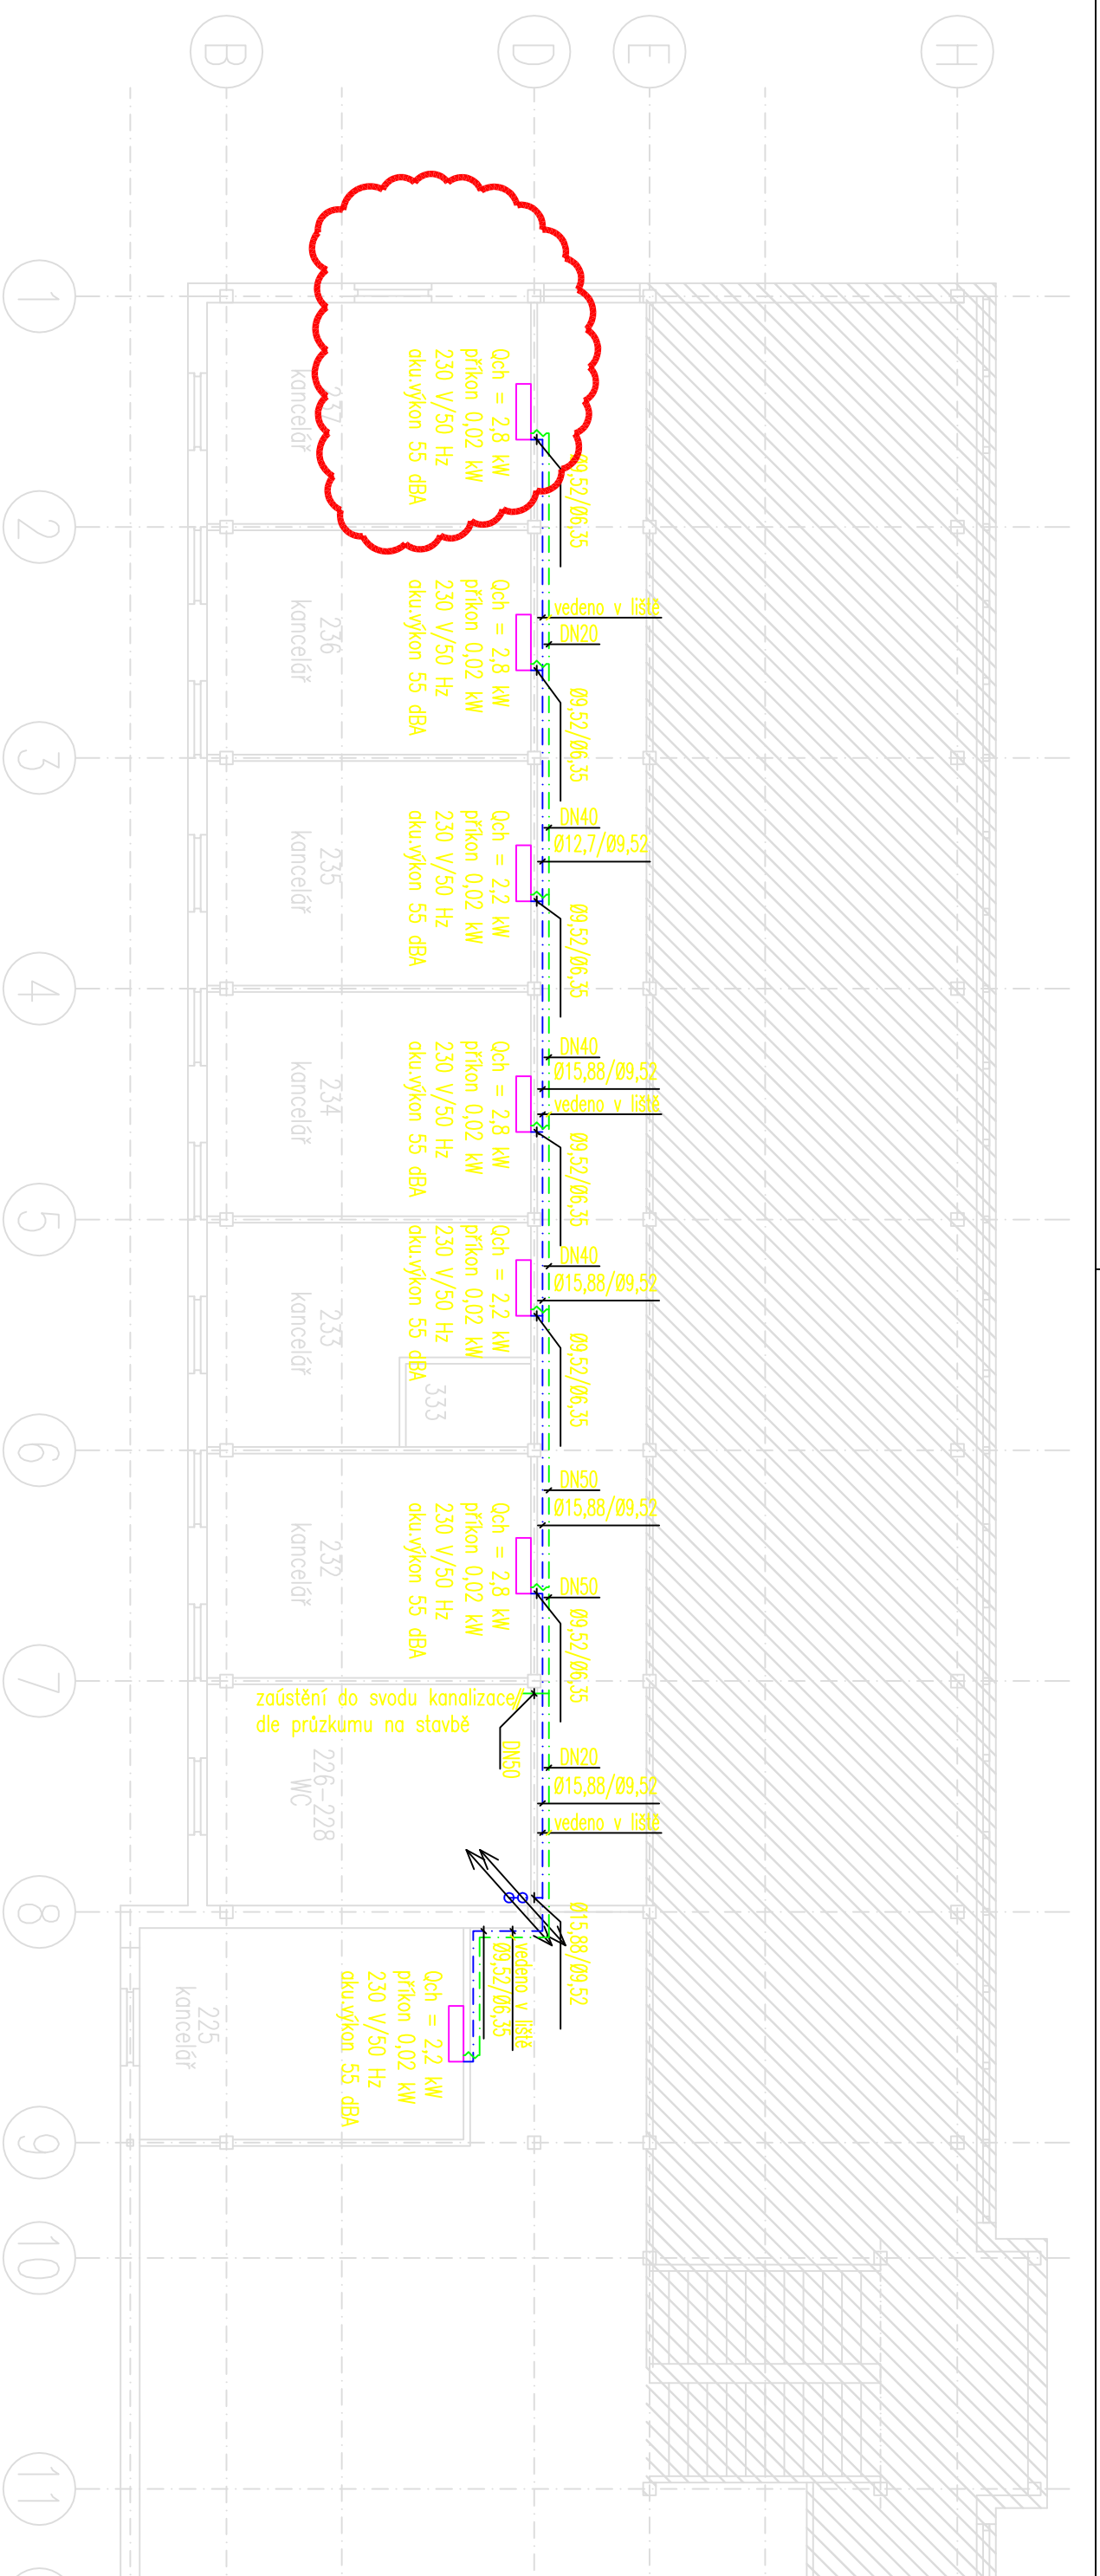 B
D
E
H
1
2
3
4
5
6
7
8
9
10
11
Qch = 2,8 kW
příkon 0,02 kW
230 V/50 Hz
aku.výkon 55 dBA
237
kancelář
Ø9,52/Ø6,35
vedeno v liště
DN20
Qch = 2,8 kW
příkon 0,02 kW
230 V/50 Hz
aku.výkon 55 dBA
236
kancelář
Ø9,52/Ø6,35
DN40
Ø12,7/Ø9,52
Qch = 2,2 kW
příkon 0,02 kW
230 V/50 Hz
aku.výkon 55 dBA
235
kancelář
Ø9,52/Ø6,35
DN40
Ø15,88/Ø9,52
vedeno v liště
Qch = 2,8 kW
příkon 0,02 kW
230 V/50 Hz
aku.výkon 55 dBA
234
kancelář
Ø9,52/Ø6,35
DN40
Ø15,88/Ø9,52
Qch = 2,2 kW
příkon 0,02 kW
230 V/50 Hz
aku.výkon 55 dBA
233
kancelář
Ø9,52/Ø6,35
333
DN50
Ø15,88/Ø9,52
Qch = 2,8 kW
příkon 0,02 kW
230 V/50 Hz
aku.výkon 55 dBA
232
kancelář
DN50
Ø9,52/Ø6,35
zaústění do svodu kanalizace/
dle průzkumu na stavbě
DN50
226-228
WC
DN20
Ø15,88/Ø9,52
vedeno v liště
Ø15,88/Ø9,52
vedeno v liště
Ø9,52/Ø6,35
Qch = 2,2 kW
příkon 0,02 kW
230 V/50 Hz
aku.výkon 55 dBA
225
kancelář